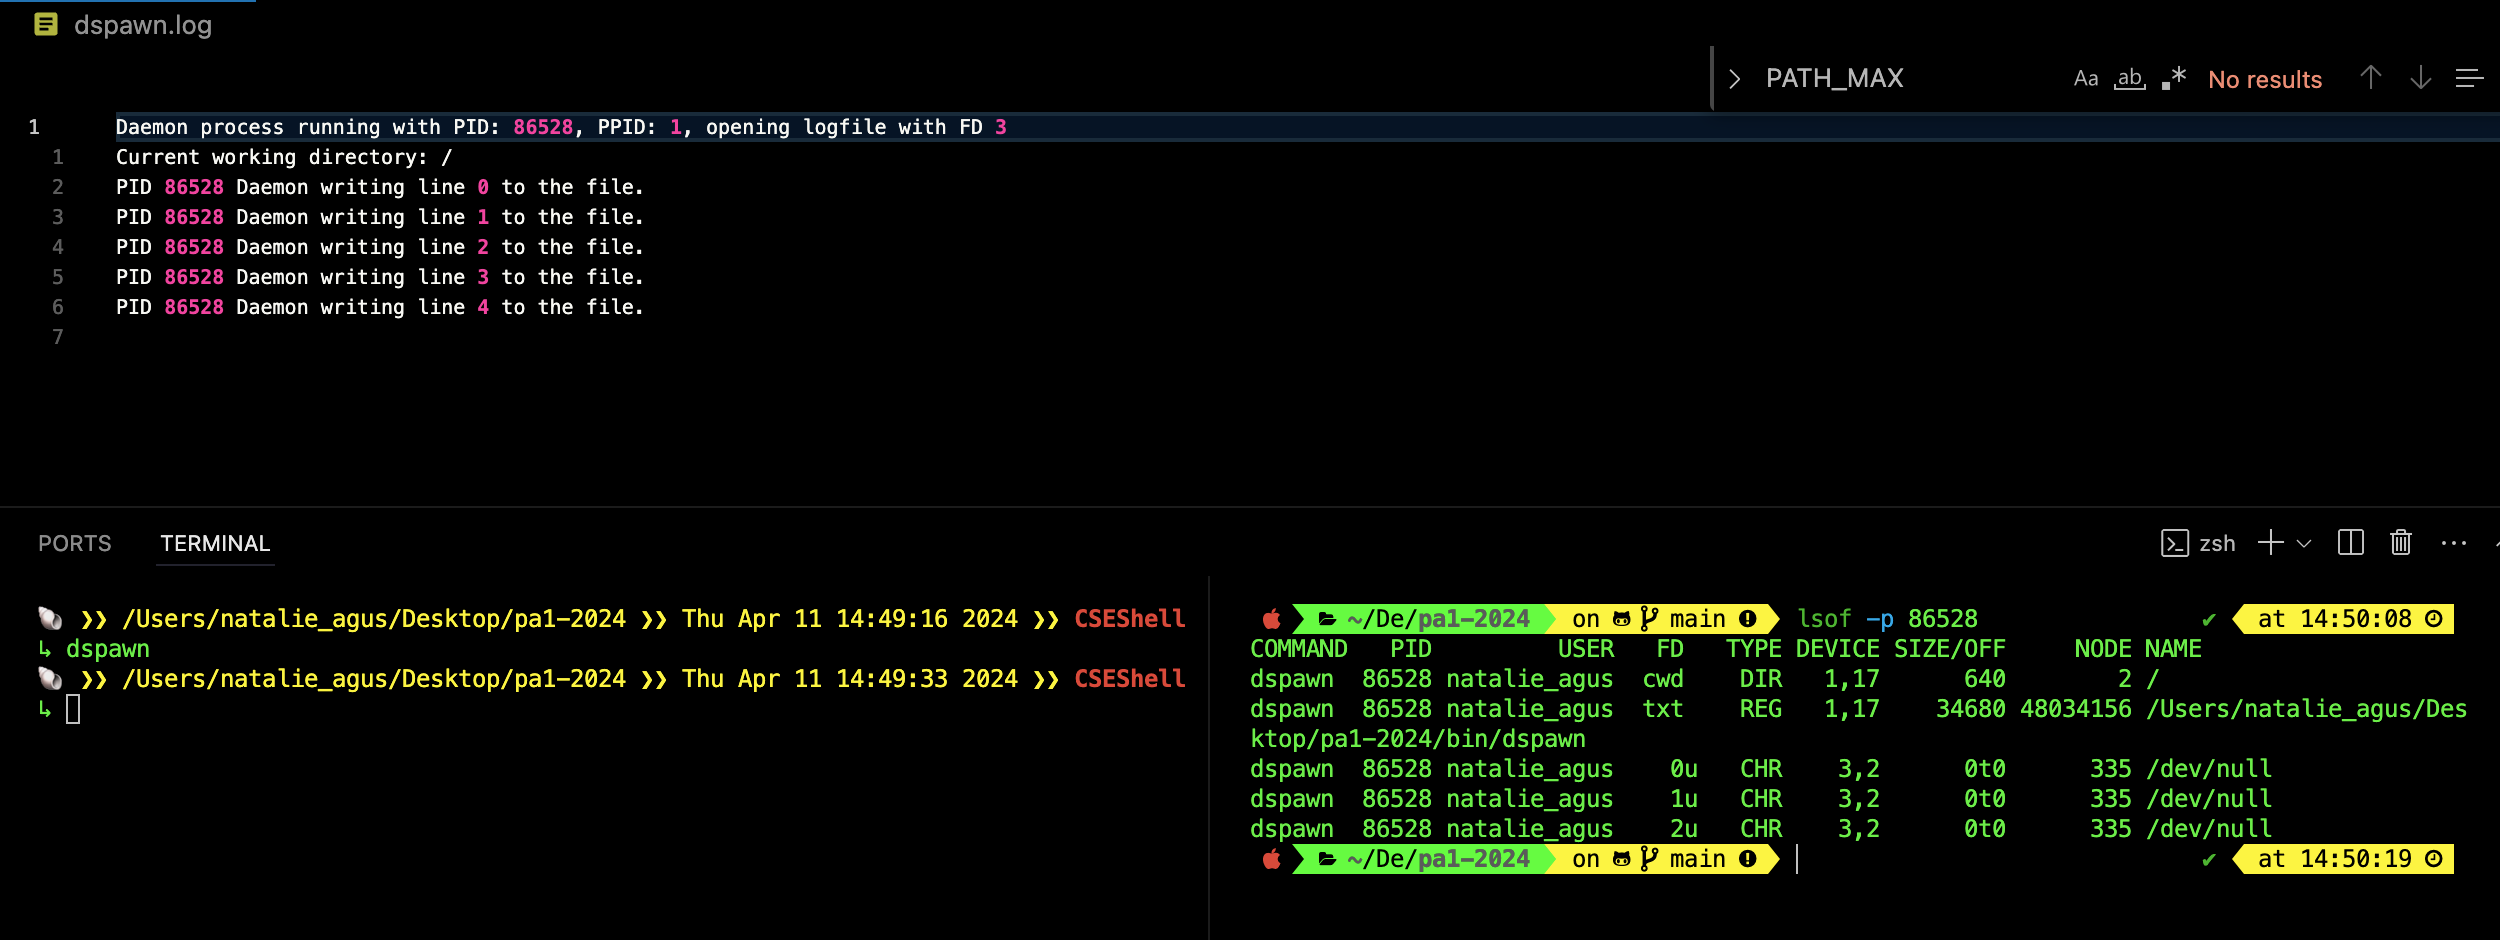 dspawn.log
PATH_MAX Aa ab .* No results
1 Daemon process running with PID: 86528, PPID: 1, opening logfile with FD 3
1 Current working directory: /
2 PID 86528 Daemon writing line 0 to the file.
3 PID 86528 Daemon writing line 1 to the file.
4 PID 86528 Daemon writing line 2 to the file.
5 PID 86528 Daemon writing line 3 to the file.
6 PID 86528 Daemon writing line 4 to the file.
7
PORTS TERMINAL
zsh
❯❯ /Users/natalie_agus/Desktop/pa1-2024 ❯❯ Thu Apr 11 14:49:16 2024 ❯❯ CSEShell
↳ dspawn
❯❯ /Users/natalie_agus/Desktop/pa1-2024 ❯❯ Thu Apr 11 14:49:33 2024 ❯❯ CSEShell
↳
~/De/pa1-2024 on main lsof -p 86528 ✔ at 14:50:08
COMMAND PID USER FD TYPE DEVICE SIZE/OFF NODE NAME
dspawn 86528 natalie_agus cwd DIR 1,17 640 2 /
dspawn 86528 natalie_agus txt REG 1,17 34680 48034156 /Users/natalie_agus/Des
ktop/pa1-2024/bin/dspawn
dspawn 86528 natalie_agus 0u CHR 3,2 0t0 335 /dev/null
dspawn 86528 natalie_agus 1u CHR 3,2 0t0 335 /dev/null
dspawn 86528 natalie_agus 2u CHR 3,2 0t0 335 /dev/null
~/De/pa1-2024 on main ✔ at 14:50:19